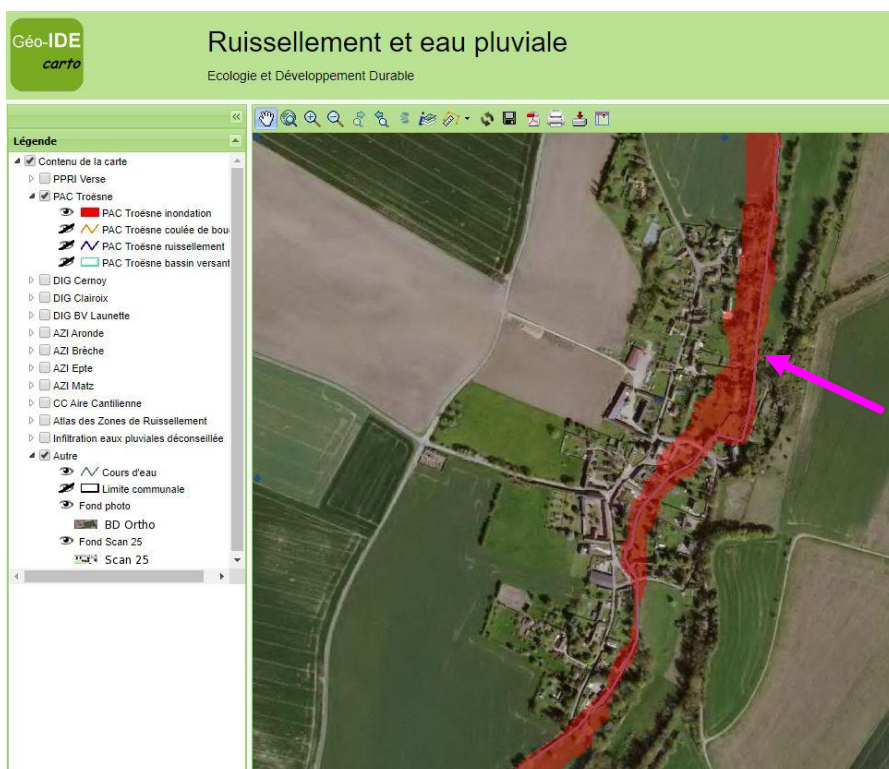 Géo-IDE
carto
Ruissellement et eau pluviale
Ecologie et Développement Durable
Légende
Contenu de la carte
PPRI Verse
PAC Troësne
PAC Troësne inondation
PAC Troësne coulée de bou
PAC Troësne ruissellement
PAC Troësne bassin versant
DIG Cernoy
DIG Clairoix
DIG BV Launette
AZI Aronde
AZI Brèche
AZI Epte
AZI Matz
CC Aire Cantilienne
Atlas des Zones de Ruissellement
Infiltration eaux pluviales déconseillée
Autre
Cours d'eau
Limite communale
Fond photo
BD Ortho
Fond Scan 25
Scan 25